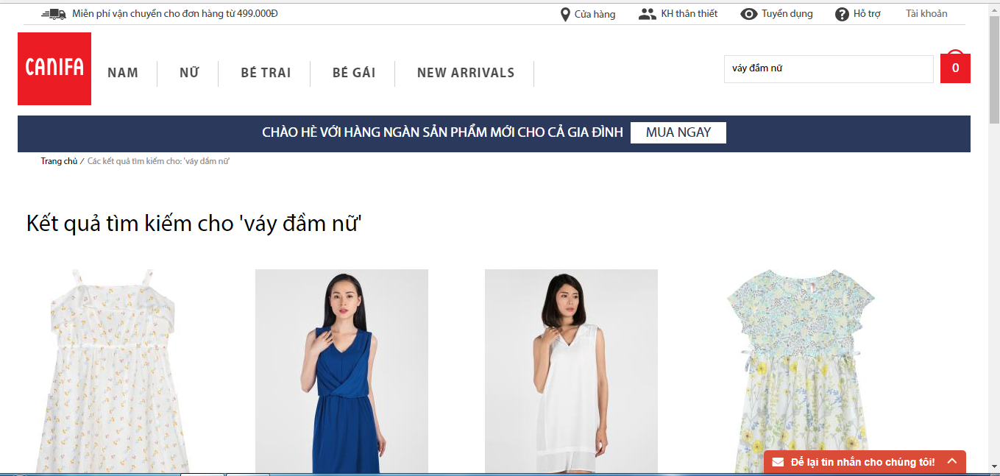 Miễn phí vận chuyển cho đơn hàng từ 499.000Đ
Cửa hàng
KH thân thiết
Tuyển dụng
Hỗ trợ
Tài khoản
CANIFA
NAM
NỮ
BÉ TRAI
BÉ GÁI
NEW ARRIVALS
váy đầm nữ
0
CHÀO HÈ VỚI HÀNG NGÀN SẢN PHẨM MỚI CHO CẢ GIA ĐÌNH
MUA NGAY
Trang chủ / Các kết quả tìm kiếm cho: 'váy đầm nữ'
Kết quả tìm kiếm cho 'váy đầm nữ'
Để lại tin nhắn cho chúng tôi!